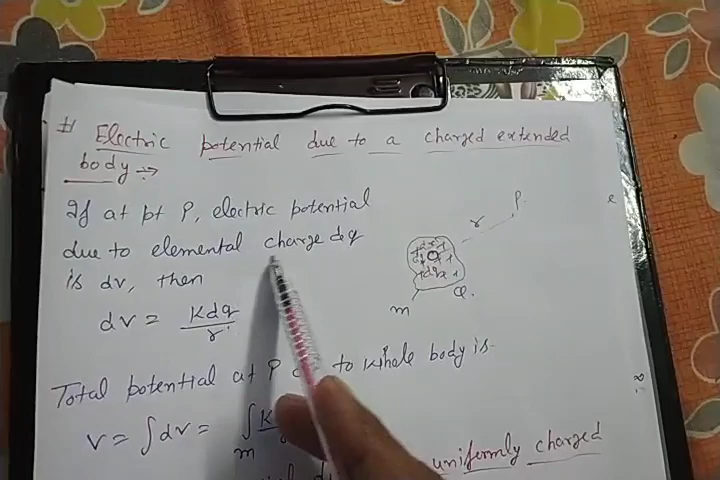 # Electric potential due to a charged extended
body →
If at pt P, electric potential
due to elemental charge dq
is dv, then
dv = Kdq
r
P
r
dq
Q.
m
Total potential at P to whole body is
V = ∫dv = ∫K
m
uniformly charged
∞